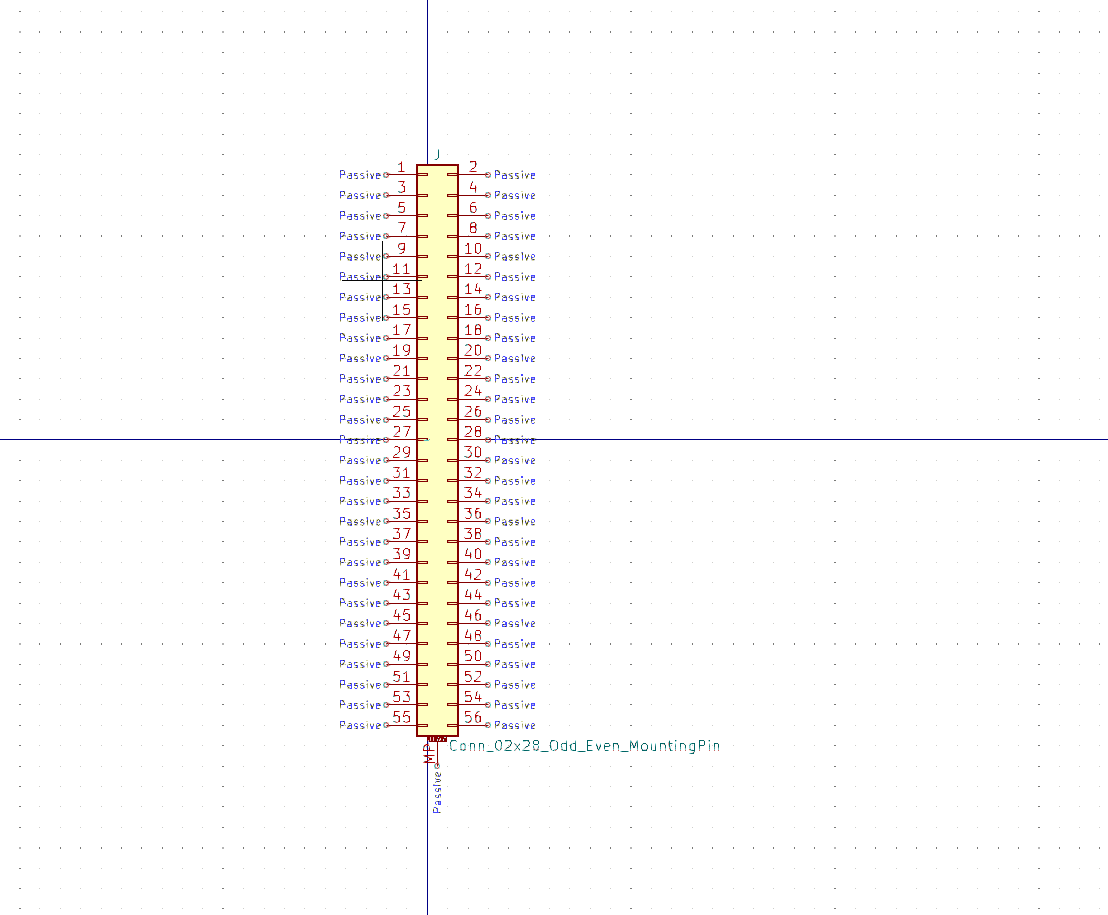 J
Passive 1 2 Passive
Passive 3 4 Passive
Passive 5 6 Passive
Passive 7 8 Passive
Passive 9 10 Passive
Passive 11 12 Passive
Passive 13 14 Passive
Passive 15 16 Passive
Passive 17 18 Passive
Passive 19 20 Passive
Passive 21 22 Passive
Passive 23 24 Passive
Passive 25 26 Passive
Passive 27 28 Passive
Passive 29 30 Passive
Passive 31 32 Passive
Passive 33 34 Passive
Passive 35 36 Passive
Passive 37 38 Passive
Passive 39 40 Passive
Passive 41 42 Passive
Passive 43 44 Passive
Passive 45 46 Passive
Passive 47 48 Passive
Passive 49 50 Passive
Passive 51 52 Passive
Passive 53 54 Passive
Passive 55 56 Passive
MP Conn_02x28_Odd_Even_MountingPin
Passive